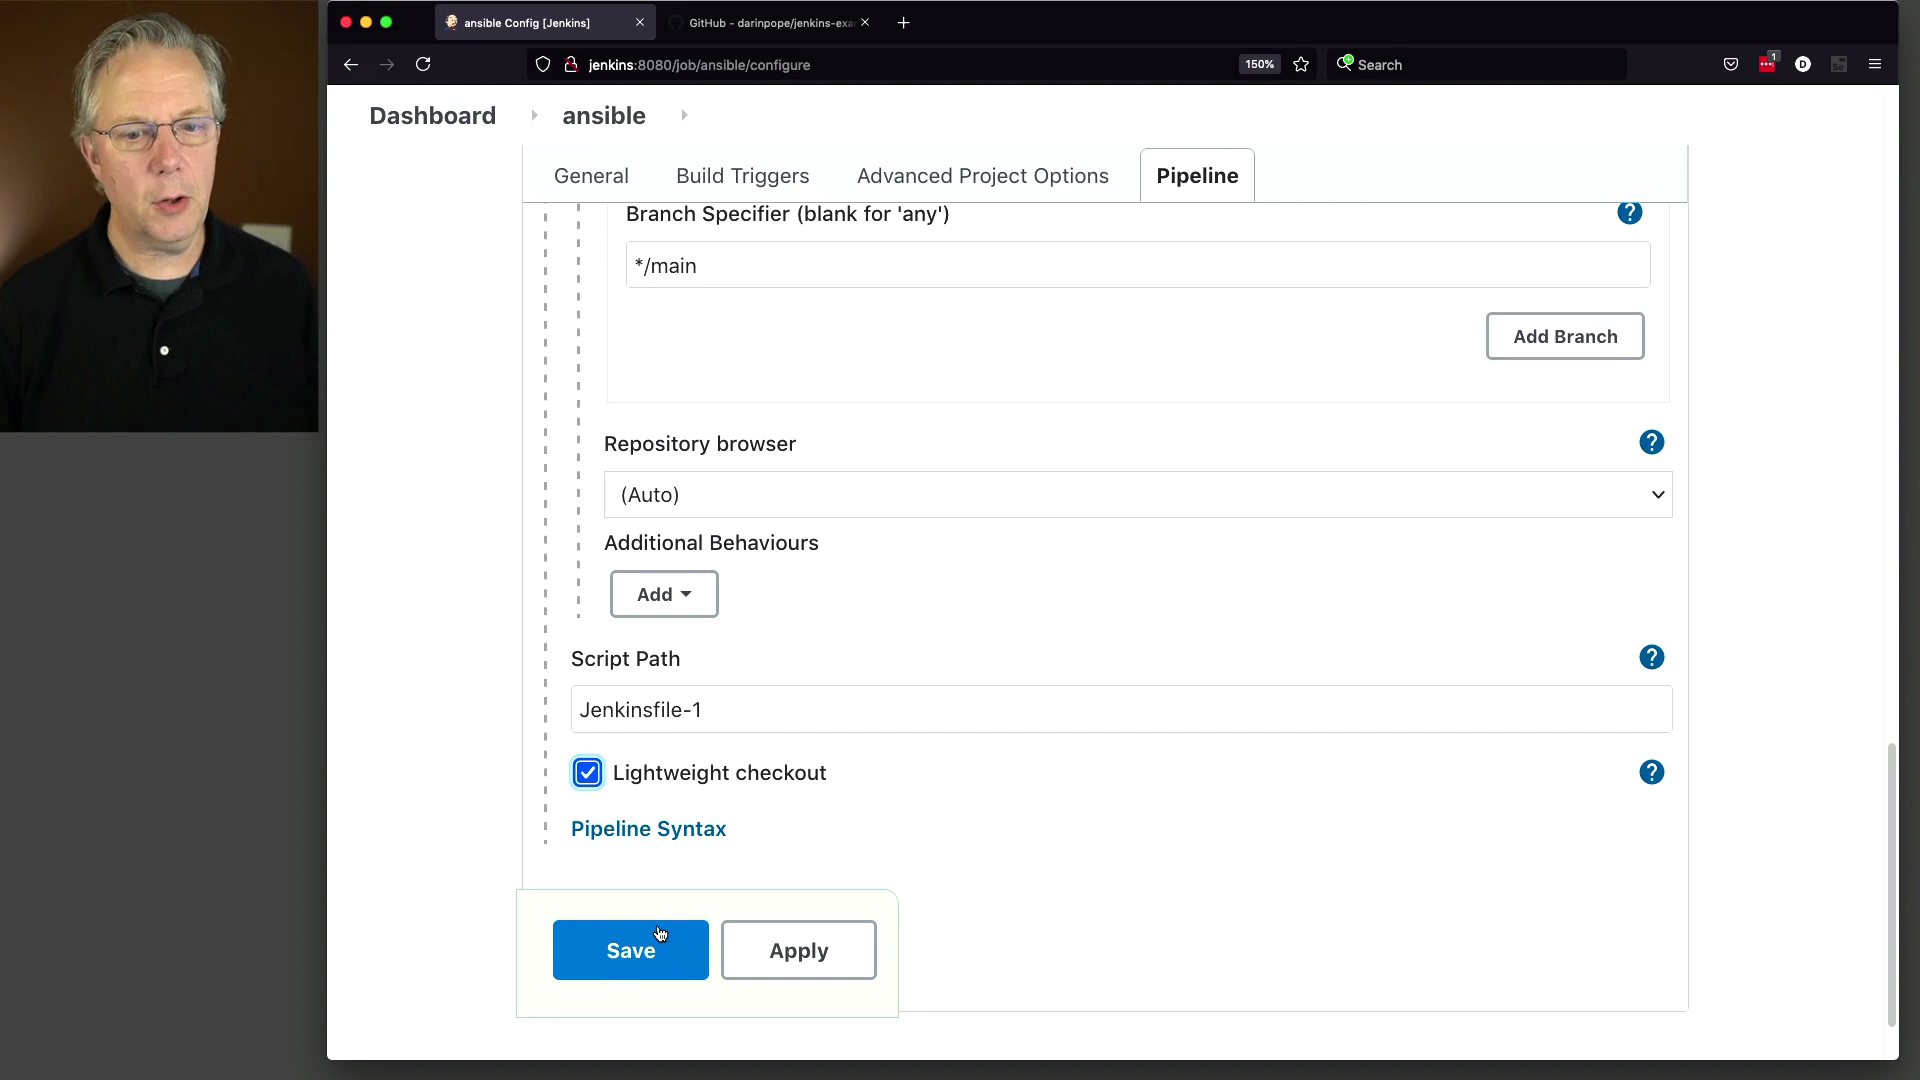 ansible Config [Jenkins]
GitHub - darinpope/jenkins-exa
jenkins:8080/job/ansible/configure
150%
Search
1
D
Se
Dashboard
ansible
General
Build Triggers
Advanced Project Options
Pipeline
Branch Specifier (blank for 'any')
?
*/main
Add Branch
Repository browser
?
(Auto)
Additional Behaviours
Add
Script Path
?
Jenkinsfile-1
Lightweight checkout
?
Pipeline Syntax
Save
Apply